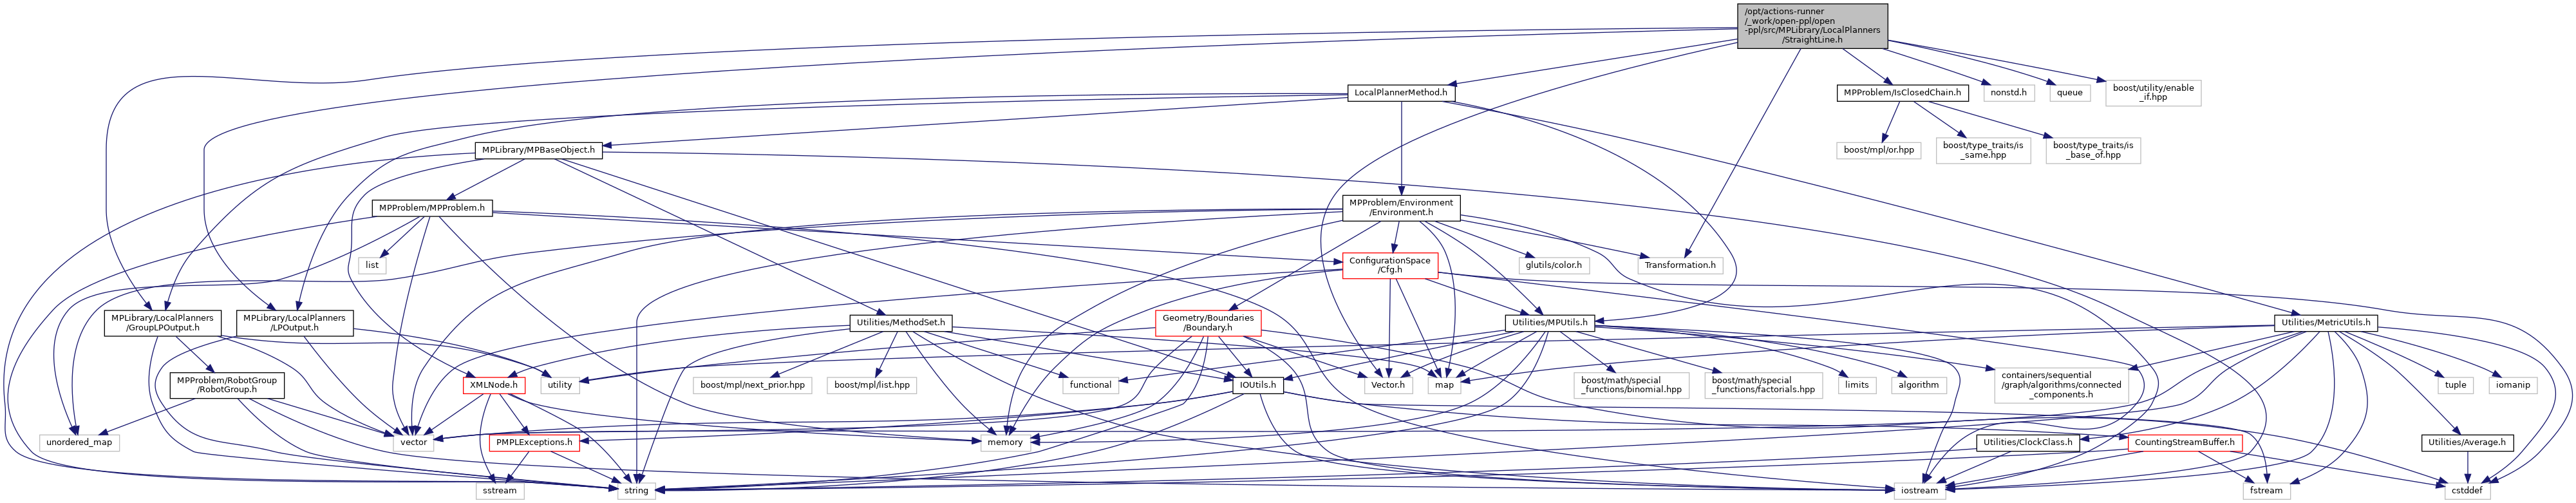 /opt/actions-runner
/_work/open-ppl/open
-ppl/src/MPLibrary/LocalPlanners
/StraightLine.h
LocalPlannerMethod.h
MPProblem/IsClosedChain.h
nonstd.h
queue
boost/utility/enable
_if.hpp
MPLibrary/MPBaseObject.h
boost/mpl/or.hpp
boost/type_traits/is
_same.hpp
boost/type_traits/is
_base_of.hpp
MPProblem/MPProblem.h
MPProblem/Environment
/Environment.h
list
ConfigurationSpace
/Cfg.h
glutils/color.h
Transformation.h
MPLibrary/LocalPlanners
/GroupLPOutput.h
MPLibrary/LocalPlanners
/LPOutput.h
Utilities/MethodSet.h
Geometry/Boundaries
/Boundary.h
Utilities/MPUtils.h
Utilities/MetricUtils.h
MPProblem/RobotGroup
/RobotGroup.h
XMLNode.h
utility
boost/mpl/next_prior.hpp
boost/mpl/list.hpp
functional
IOUtils.h
Vector.h
map
boost/math/special
_functions/binomial.hpp
boost/math/special
_functions/factorials.hpp
limits
algorithm
containers/sequential
/graph/algorithms/connected
_components.h
tuple
iomanip
unordered_map
vector
PMPLExceptions.h
memory
Utilities/ClockClass.h
CountingStreamBuffer.h
Utilities/Average.h
sstream
string
iostream
fstream
cstddef